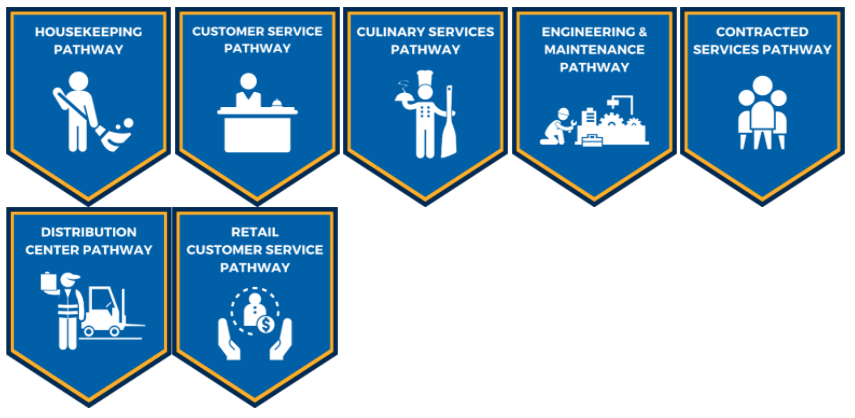 HOUSEKEEPING
PATHWAY
CUSTOMER SERVICE
PATHWAY
CULINARY SERVICES
PATHWAY
ENGINEERING &
MAINTENANCE
PATHWAY
CONTRACTED
SERVICES PATHWAY
DISTRIBUTION
CENTER PATHWAY
RETAIL
CUSTOMER SERVICE
PATHWAY
$